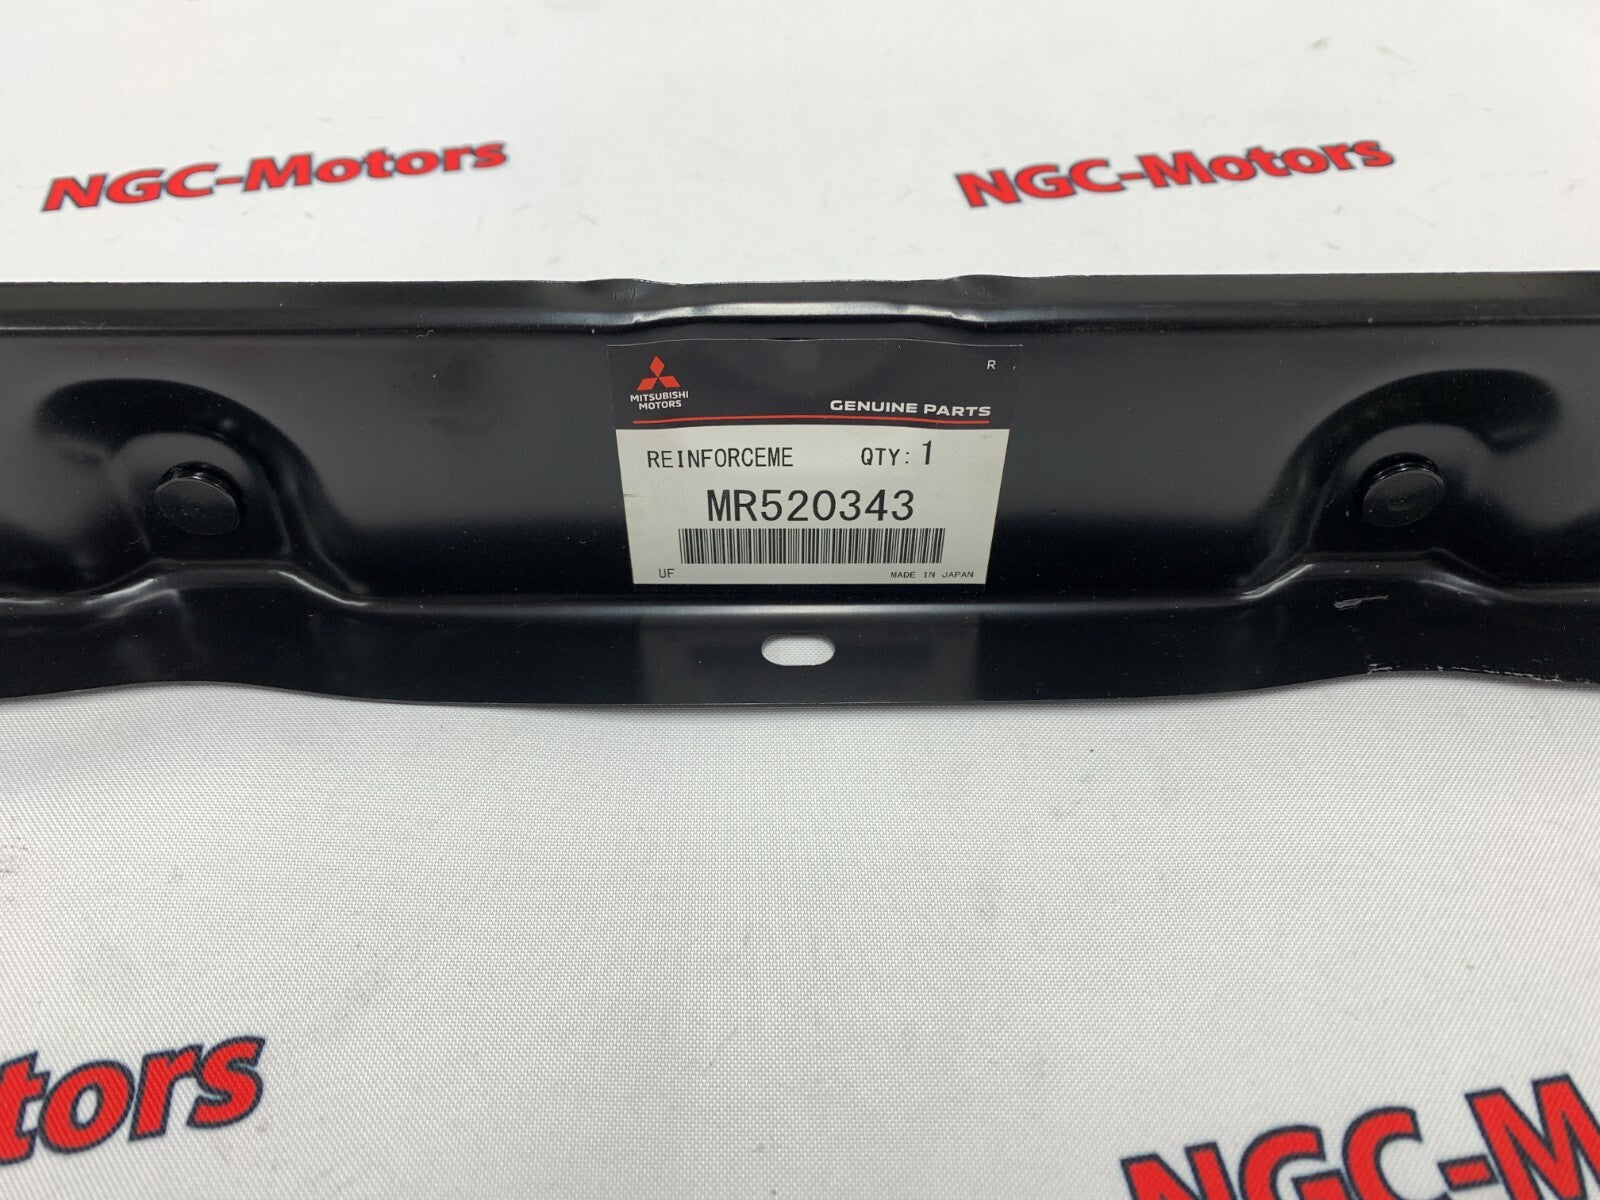 NGC-Motors
NGC-Motors
R
MITSUBISHI
MOTORS
GENUINE PARTS
REINFORCEME QTY: 1
MR520343
UF
MADE IN JAPAN
tors
NGC-M